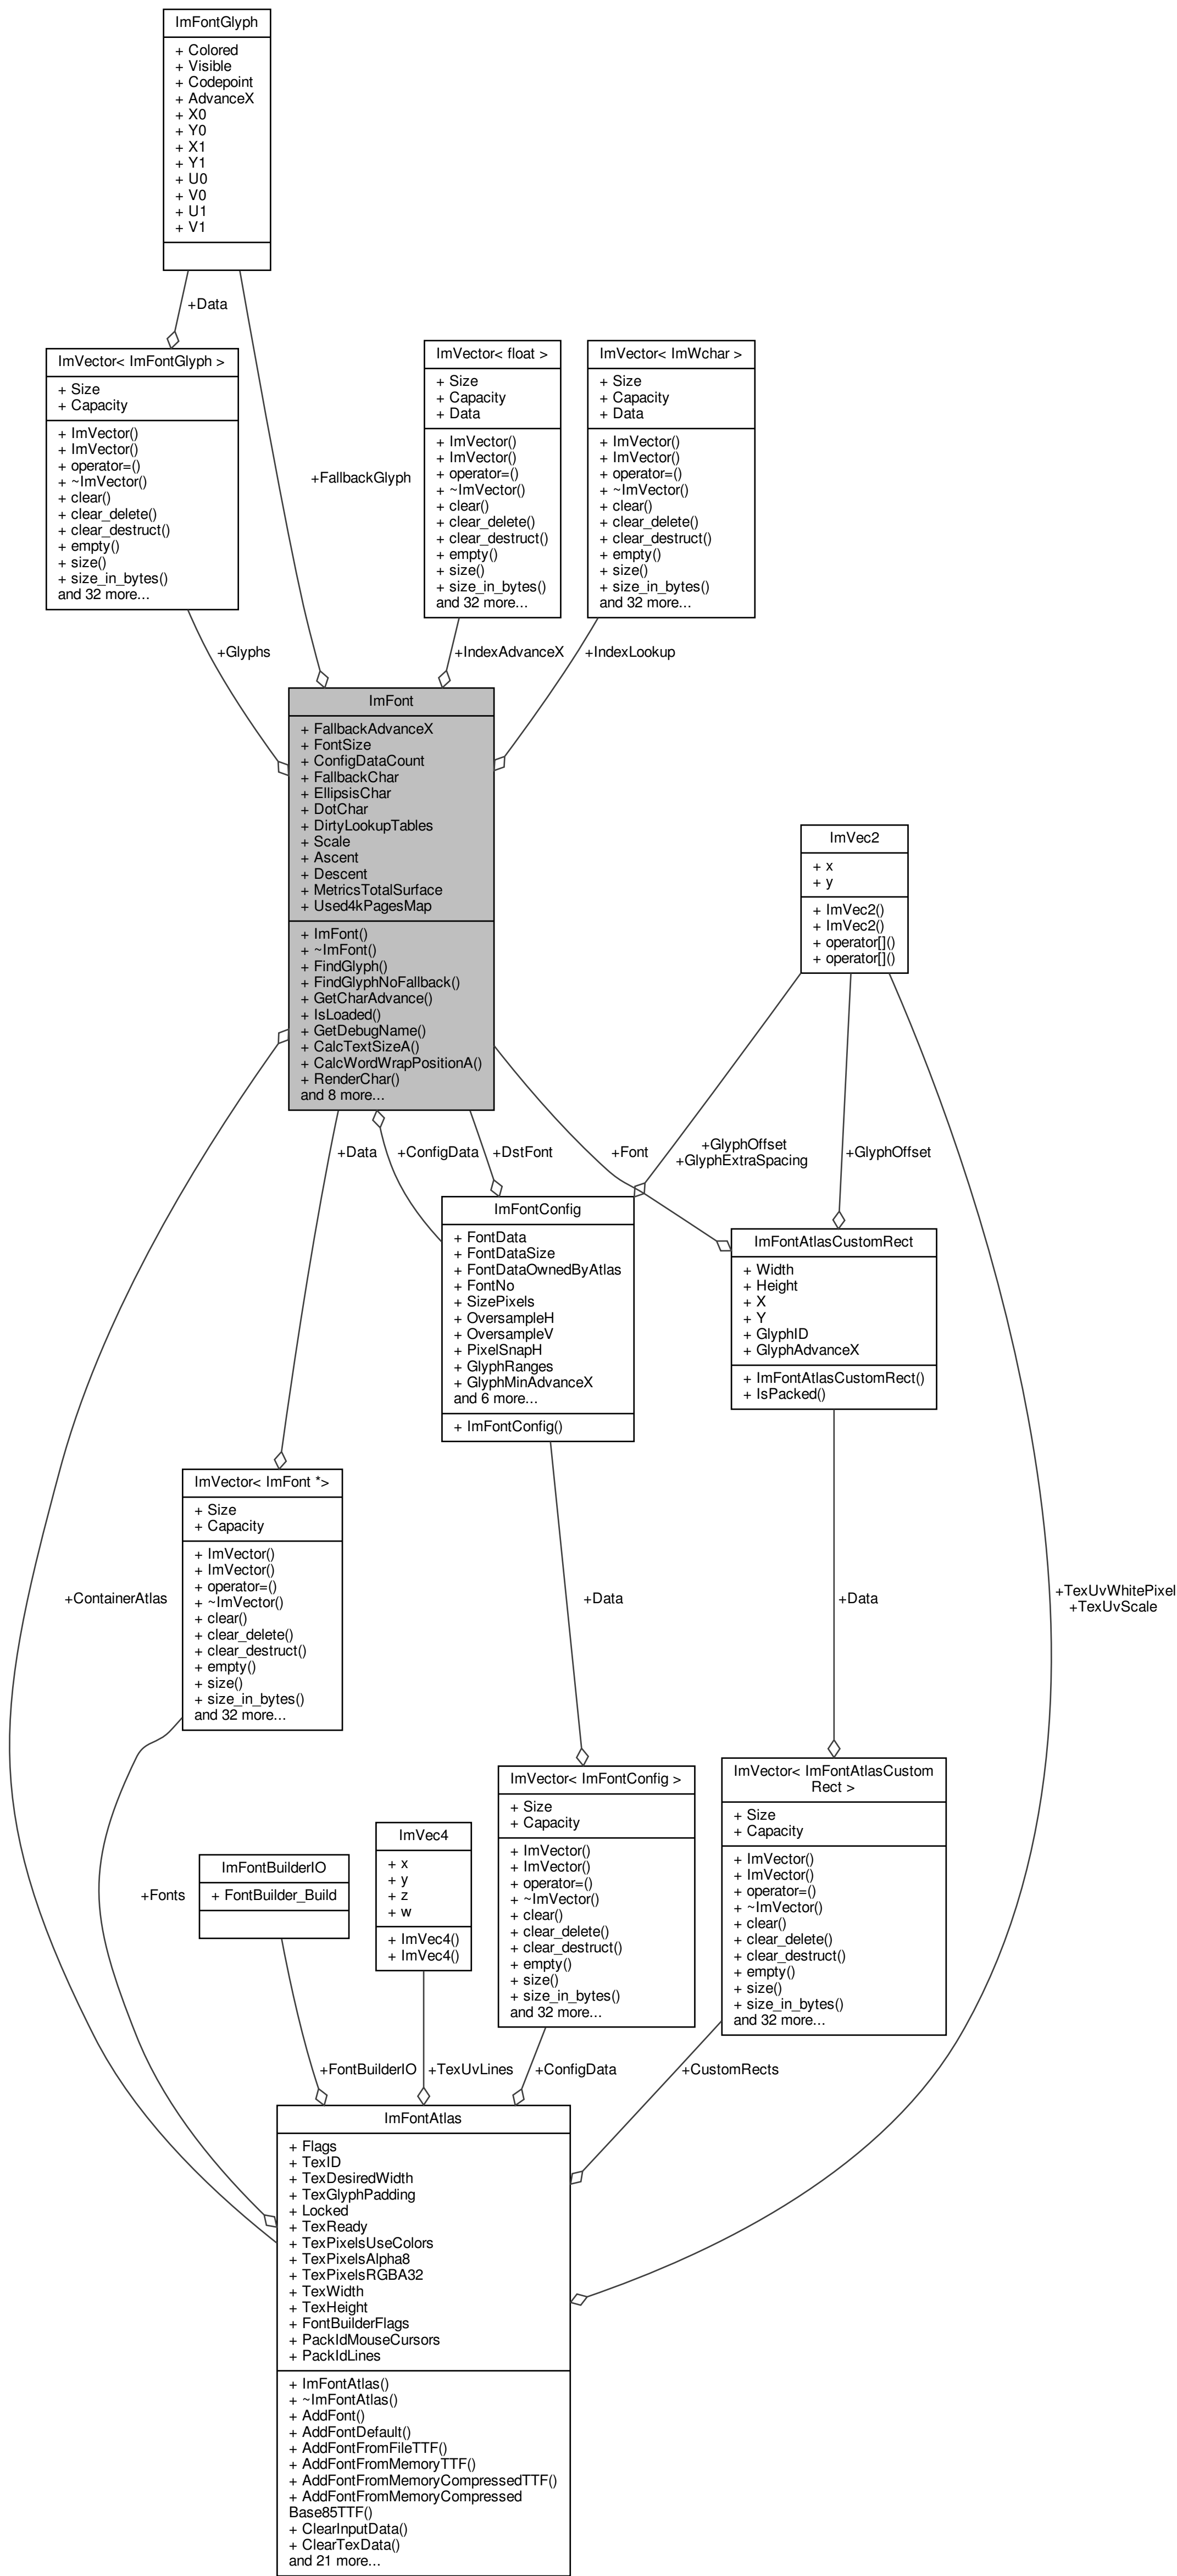 ImFontGlyph
+ Colored
+ Visible
+ Codepoint
+ AdvanceX
+ X0
+ Y0
+ X1
+ Y1
+ U0
+ V0
+ U1
+ V1
+Data
ImVector< ImFontGlyph >
+ Size
+ Capacity
+ ImVector()
+ ImVector()
+ operator=()
+ ~ImVector()
+ clear()
+ clear_delete()
+ clear_destruct()
+ empty()
+ size()
+ size_in_bytes()
and 32 more...
+FallbackGlyph
ImVector< float >
+ Size
+ Capacity
+ Data
+ ImVector()
+ ImVector()
+ operator=()
+ ~ImVector()
+ clear()
+ clear_delete()
+ clear_destruct()
+ empty()
+ size()
+ size_in_bytes()
and 32 more...
ImVector< ImWchar >
+ Size
+ Capacity
+ Data
+ ImVector()
+ ImVector()
+ operator=()
+ ~ImVector()
+ clear()
+ clear_delete()
+ clear_destruct()
+ empty()
+ size()
+ size_in_bytes()
and 32 more...
+Glyphs
+IndexAdvanceX
+IndexLookup
ImFont
+ FallbackAdvanceX
+ FontSize
+ ConfigDataCount
+ FallbackChar
+ EllipsisChar
+ DotChar
+ DirtyLookupTables
+ Scale
+ Ascent
+ Descent
+ MetricsTotalSurface
+ Used4kPagesMap
+ ImFont()
+ ~ImFont()
+ FindGlyph()
+ FindGlyphNoFallback()
+ GetCharAdvance()
+ IsLoaded()
+ GetDebugName()
+ CalcTextSizeA()
+ CalcWordWrapPositionA()
+ RenderChar()
and 8 more...
ImVec2
+ x
+ y
+ ImVec2()
+ ImVec2()
+ operator[]()
+ operator[]()
+Data
+ConfigData
+DstFont
+Font
+GlyphOffset
+GlyphExtraSpacing
+GlyphOffset
ImFontConfig
+ FontData
+ FontDataSize
+ FontDataOwnedByAtlas
+ FontNo
+ SizePixels
+ OversampleH
+ OversampleV
+ PixelSnapH
+ GlyphRanges
+ GlyphMinAdvanceX
and 6 more...
+ ImFontConfig()
ImFontAtlasCustomRect
+ Width
+ Height
+ X
+ Y
+ GlyphID
+ GlyphAdvanceX
+ ImFontAtlasCustomRect()
+ IsPacked()
ImVector< ImFont *>
+ Size
+ Capacity
+ ImVector()
+ ImVector()
+ operator=()
+ ~ImVector()
+ clear()
+ clear_delete()
+ clear_destruct()
+ empty()
+ size()
+ size_in_bytes()
and 32 more...
+ContainerAtlas
+Data
+Data
+TexUvWhitePixel
+TexUvScale
ImVector< ImFontConfig >
+ Size
+ Capacity
+ ImVector()
+ ImVector()
+ operator=()
+ ~ImVector()
+ clear()
+ clear_delete()
+ clear_destruct()
+ empty()
+ size()
+ size_in_bytes()
and 32 more...
ImVector< ImFontAtlasCustom
Rect >
+ Size
+ Capacity
+ ImVector()
+ ImVector()
+ operator=()
+ ~ImVector()
+ clear()
+ clear_delete()
+ clear_destruct()
+ empty()
+ size()
+ size_in_bytes()
and 32 more...
ImVec4
+ x
+ y
+ z
+ w
+ ImVec4()
+ ImVec4()
ImFontBuilderIO
+ FontBuilder_Build
+Fonts
+FontBuilderIO
+TexUvLines
+ConfigData
+CustomRects
ImFontAtlas
+ Flags
+ TexID
+ TexDesiredWidth
+ TexGlyphPadding
+ Locked
+ TexReady
+ TexPixelsUseColors
+ TexPixelsAlpha8
+ TexPixelsRGBA32
+ TexWidth
+ TexHeight
+ FontBuilderFlags
+ PackIdMouseCursors
+ PackIdLines
+ ImFontAtlas()
+ ~ImFontAtlas()
+ AddFont()
+ AddFontDefault()
+ AddFontFromFileTTF()
+ AddFontFromMemoryTTF()
+ AddFontFromMemoryCompressedTTF()
+ AddFontFromMemoryCompressed
Base85TTF()
+ ClearInputData()
+ ClearTexData()
and 21 more...